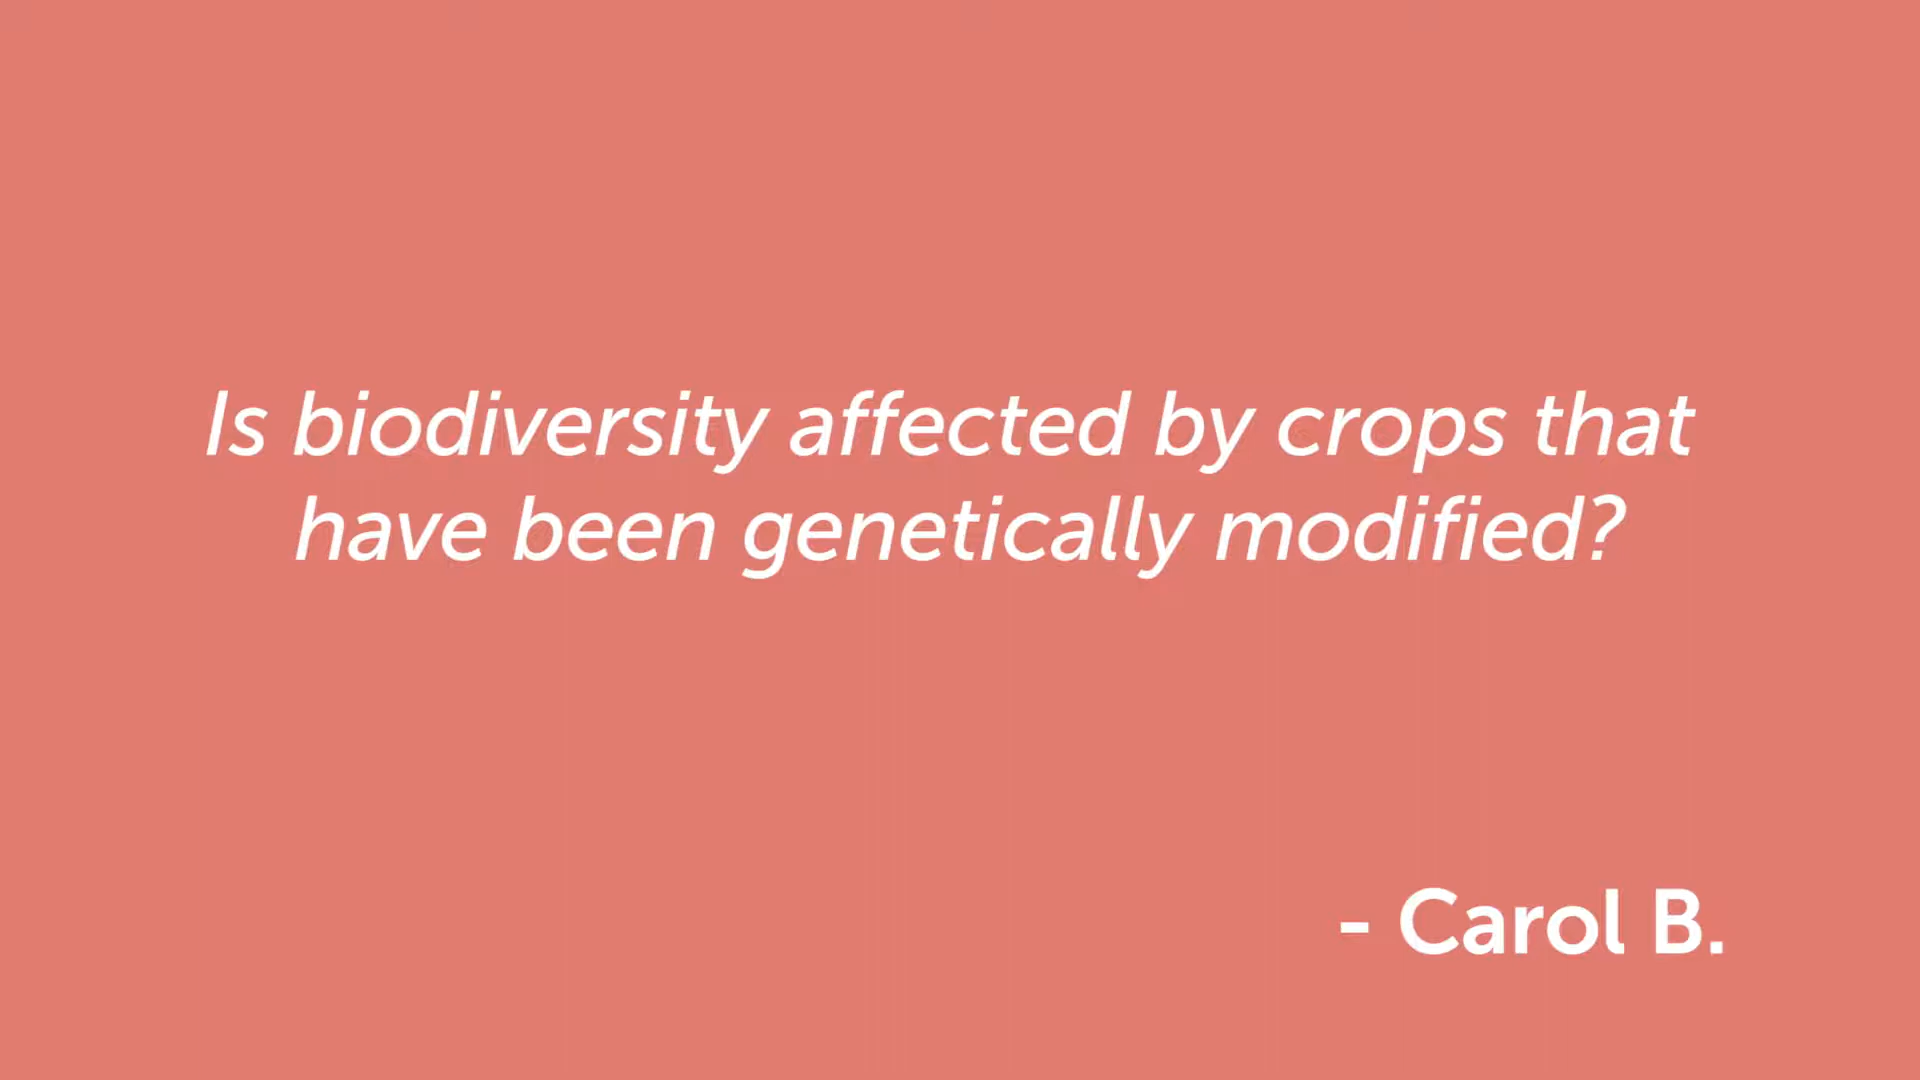 Is biodiversity affected by crops that
have been genetically modified?
- Carol B.